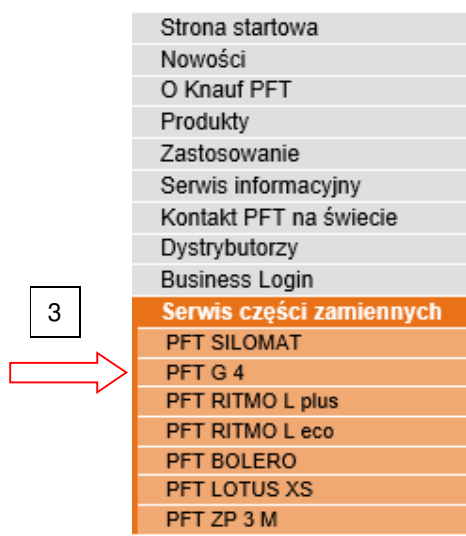 Strona startowa
Nowości
O Knauf PFT
Produkty
Zastosowanie
Serwis informacyjny
Kontakt PFT na świecie
Dystrybutorzy
Business Login
3
Serwis części zamiennych
PFT SILOMAT
PFT G 4
PFT RITMO L plus
PFT RITMO L eco
PFT BOLERO
PFT LOTUS XS
PFT ZP 3 M